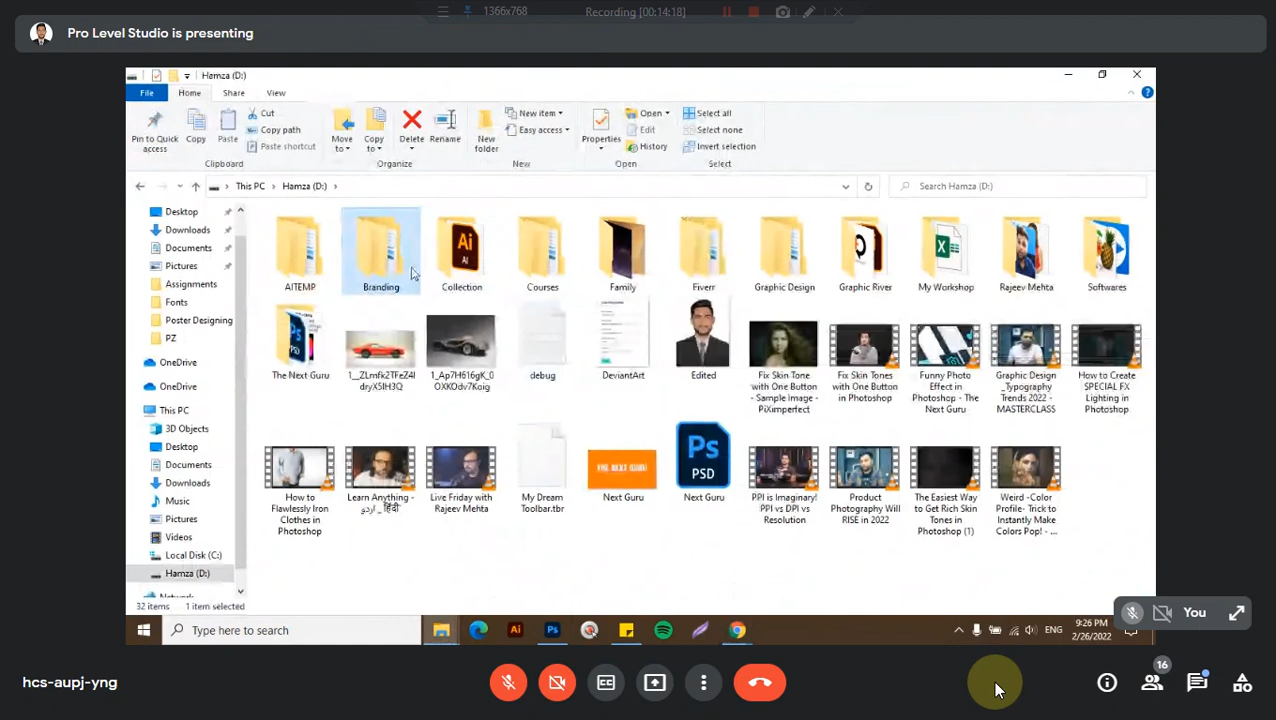 1366x768
Recording [00:14:18]
Pro Level Studio is presenting
Hamza (D:)
File
Home
Share
View
Pin to Quick
access
Copy
Paste
Cut
Copy path
Paste shortcut
Move
to
Copy
to
Delete
Rename
New
folder
New item
Easy access
Properties
Open
Edit
History
Select all
Select none
Invert selection
Clipboard
Organize
New
Open
Select
This PC
Hamza (D:)
Search Hamza (D:)
Desktop
Downloads
Documents
Pictures
Assignments
Fonts
Poster Designing
PZ
OneDrive
OneDrive
This PC
3D Objects
Desktop
Documents
Downloads
Music
Pictures
Videos
Local Disk (C:)
Hamza (D:)
Network
AITEMP
Branding
Ai
AI
Collection
Courses
Family
Fiverr
Graphic Design
Graphic River
My Workshop
Rajeev Mehta
Softwares
Ps
PSD
The Next Guru
debug
DeviantArt
Edited
Fix Skin Tone
with One Button
- Sample Image -
PiXimperfect
Fix Skin Tones
with One Button
in Photoshop
Funny Photo
Effect in
Photoshop - The
Next Guru
Graphic Design
_Typography
Trends 2022 -
MASTERCLASS
How to Create
SPECIAL FX
Lighting in
Photoshop
How to
Flawlessly Iron
Clothes in
Photoshop
Learn Anything -
اردو _ हिंदी
Live Friday with
Rajeev Mehta
My Dream
Toolbar.tbr
Next Guru
Ps
PSD
Next Guru
PPI is Imaginary!
PPI vs DPI vs
Resolution
Product
Photography Will
RISE in 2022
The Easiest Way
to Get Rich Skin
Tones in
Photoshop (1)
Weird -Color
Profile- Trick to
Instantly Make
Colors Pop! - ...
32 items
1 item selected
You
Type here to search
Ai
Ps
ENG
9:26 PM
2/26/2022
hcs-aupj-yng
16